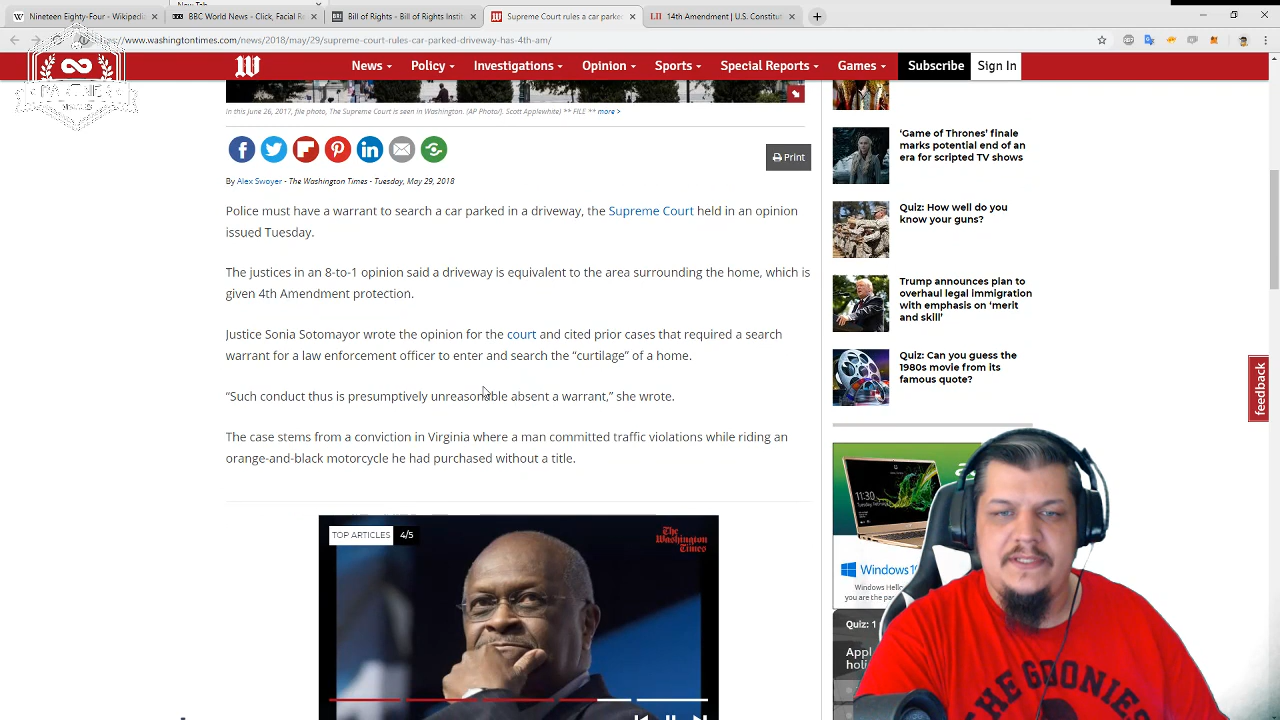 New Tab
Nineteen Eighty-Four - Wikiped
BBC World News - Click, Facial Re
Bill of Rights - Bill of Rights Instit
Supreme Court rules a car parked
14th Amendment | U.S. Constitut
www.washingtontimes.com/news/2018/may/29/supreme-court-rules-car-parked-driveway-has-4th-am/
News
Policy
Investigations
Opinion
Sports
Special Reports
Games
Subscribe
Sign In
In this June 26, 2017, file photo, The Supreme Court is seen in Washington. (AP Photo/J. Scott Applewhite) ** FILE ** more >
Print
By Alex Swoyer - The Washington Times - Tuesday, May 29, 2018
Police must have a warrant to search a car parked in a driveway, the Supreme Court held in an opinion
issued Tuesday.
The justices in an 8-to-1 opinion said a driveway is equivalent to the area surrounding the home, which is
given 4th Amendment protection.
Justice Sonia Sotomayor wrote the opinion for the court and cited prior cases that required a search
warrant for a law enforcement officer to enter and search the "curtilage" of a home.
"Such conduct thus is presumptively unreasonable absent a warrant," she wrote.
The case stems from a conviction in Virginia where a man committed traffic violations while riding an
orange-and-black motorcycle he had purchased without a title.
TOP ARTICLES 4/5
The
Washington
Times
'Game of Thrones' finale
marks potential end of an
era for scripted TV shows
Quiz: How well do you
know your guns?
Trump announces plan to
overhaul legal immigration
with emphasis on 'merit
and skill'
Quiz: Can you guess the
1980s movie from its
famous quote?
feedback
11:30
Windows 1
Windows Hello
you are the pa
Quiz: 1
Appl
holi
THE GOONIES